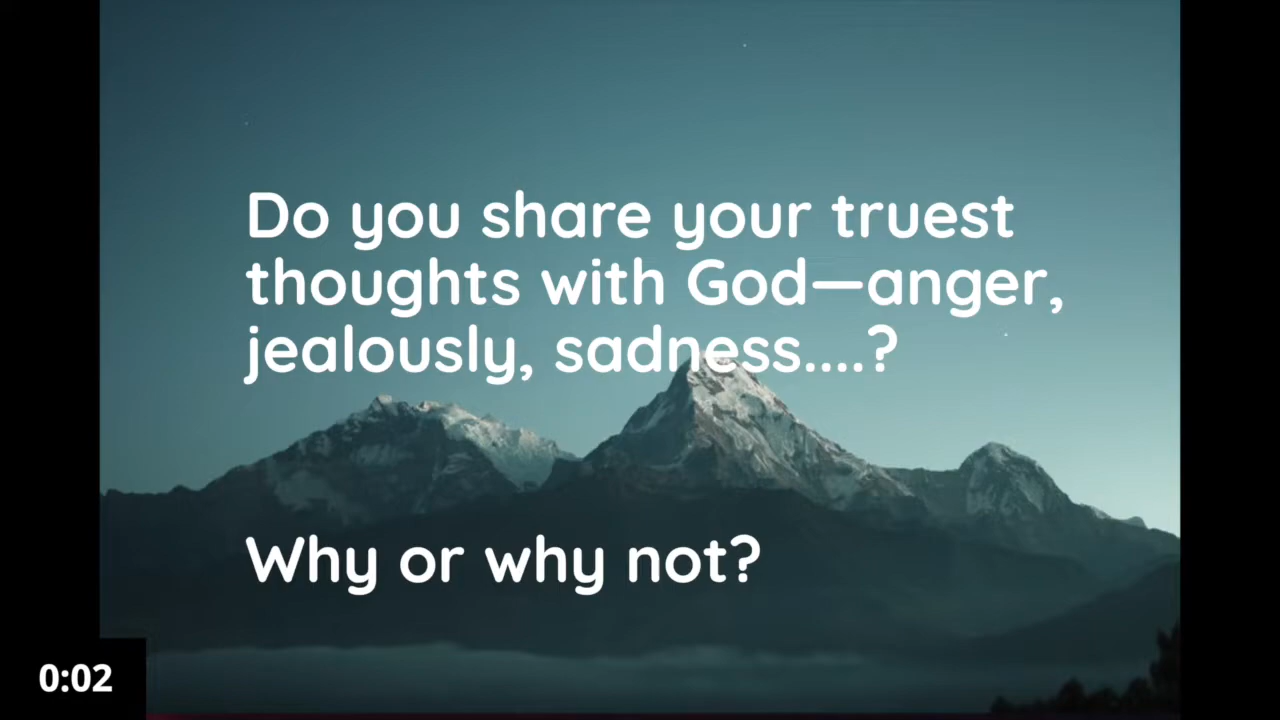 Do you share your truest
thoughts with God—anger,
jealously, sadness....?
Why or why not?
0:02